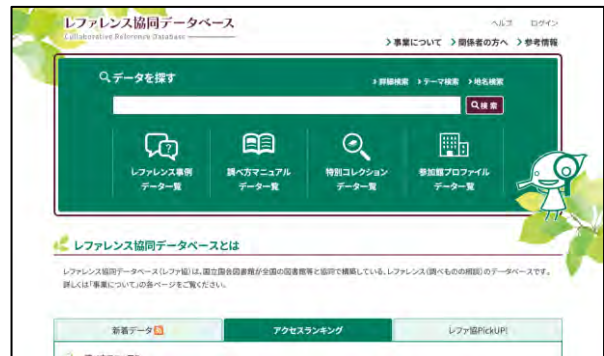 レファレンス協同データベース
Collaborative Reference Database
ヘルプ ログイン
事業について 関係者の方へ 参考情報
データを探す
詳細検索 テーマ検索 地名検索
検索
レファレンス事例
データ一覧
調べ方マニュアル
データ一覧
特別コレクション
データ一覧
参加館プロファイル
データ一覧
レファレンス協同データベースとは
レファレンス協同データベース(レファ協)は、国立国会図書館が全国の図書館等と協同で構築している、レファレンス(調べもの相談)のデータベースです。
詳しくは「事業について」の各ページをご覧ください。
新着データ
アクセスランキング
レファ協PickUP!